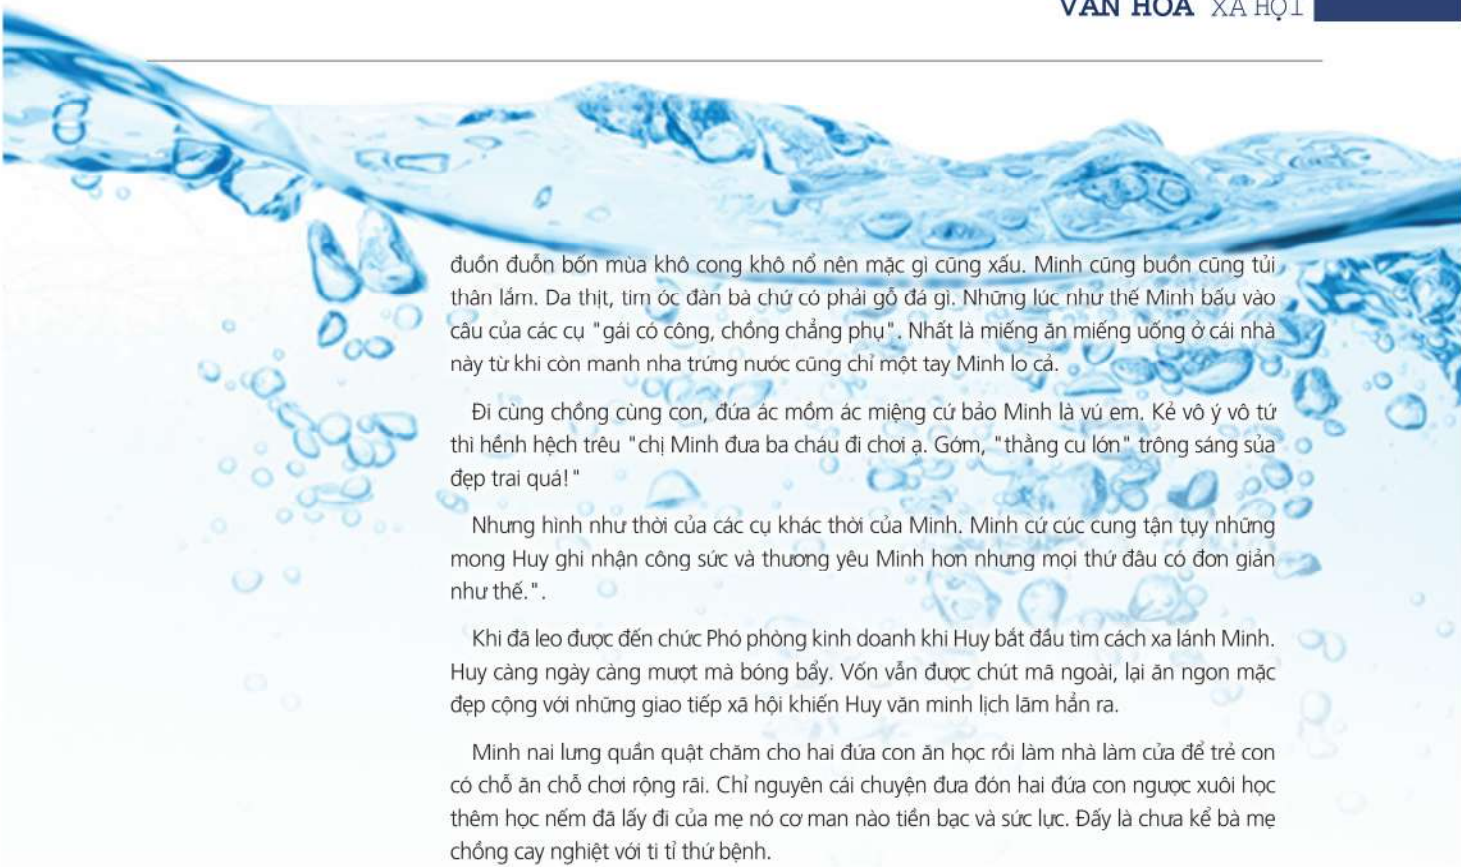 VĂN HÓA XÃ HỘI
đuồn đuỗn bốn mùa khô cong khô nổ nên mặc gì cũng xấu. Minh cũng buồn cũng tủi
thân lắm. Da thịt, tim óc đàn bà chứ có phải gỗ đá gì. Những lúc như thế Minh bấu vào
câu của các cụ "gái có công, chồng chẳng phụ". Nhất là miếng ăn miếng uống ở cái nhà
này từ khi còn manh nha trứng nước cũng chỉ một tay Minh lo cả.
Đi cùng chồng cùng con, đứa ác mồm ác miệng cứ bảo Minh là vú em. Kẻ vô ý vô tứ
thì hềnh hệch trêu "chị Minh đưa ba cháu đi chơi ạ. Gớm, "thằng cu lớn" trông sáng sủa
đẹp trai quá!"
Nhưng hình như thời của các cụ khác thời của Minh. Minh cứ cúc cung tận tụy những
mong Huy ghi nhận công sức và thương yêu Minh hơn nhưng mọi thứ đâu có đơn giản
như thế.".
Khi đã leo được đến chức Phó phòng kinh doanh khi Huy bắt đầu tìm cách xa lánh Minh.
Huy càng ngày càng mượt mà bóng bẩy. Vốn vẫn được chút mã ngoài, lại ăn ngon mặc
đẹp cộng với những giao tiếp xã hội khiến Huy văn minh lịch lãm hẳn ra.
Minh nai lưng quần quật chăm cho hai đứa con ăn học rồi làm nhà làm cửa để trẻ con
có chỗ ăn chỗ chơi rộng rãi. Chỉ nguyên cái chuyện đưa đón hai đứa con ngược xuôi học
thêm học nếm đã lấy đi của mẹ nó cơ man nào tiền bạc và sức lực. Đấy là chưa kể bà mẹ
chồng cay nghiệt với ti tỉ thứ bệnh.